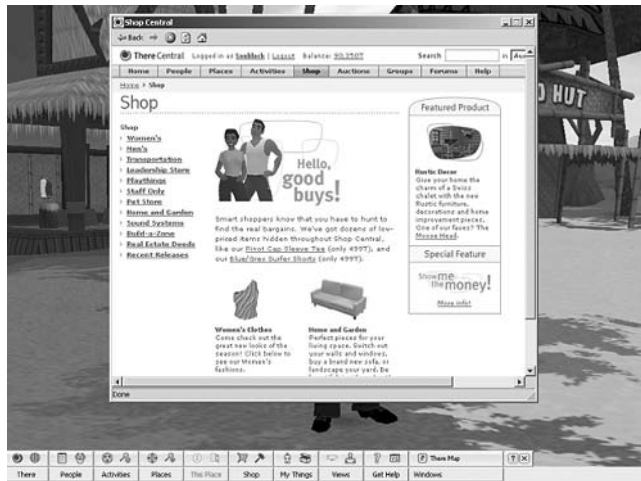 Shop Central
Back
ThereCentral Logged in as | Logout Balance: Search in
Home People Places Activities Shop Auctions Groups Forums Help
Home > Shop
Shop
Shop
Women's
Men's
Transportation
Leadership Store
Playthings
Staff Only
Pet Store
Home and Garden
Sound Systems
Build-a-Zone
Real Estate Deeds
Recent Releases
Hello,
good
buys!
Smart shoppers know that you have to hunt to
find the real bargains. We've got dozens of low-
priced items hidden throughout Shop Central,
like our Pivot Cap Sleeve Tee (only 499T), and
our Blue/Grey Surfer Shorts (only 499T).
Women's Clothes
Come check out the
great new looks of the
season! Click below to
see our Women's
fashions.
Home and Garden
Perfect pieces for your
living space. Switch out
your walls and windows,
buy a brand new sofa, or
landscape your yard. Be
Featured Product
Rustic Decor
Give your home the
charm of a Swiss
chalet with the new
Rustic furniture,
decorations and home
improvement pieces.
One of our faves? The
Moose Head.
Special Feature
Show me
the money!
More info!
Done
HUT
There Map
There People Activities Places This Place Shop My Things Views Get Help Windows